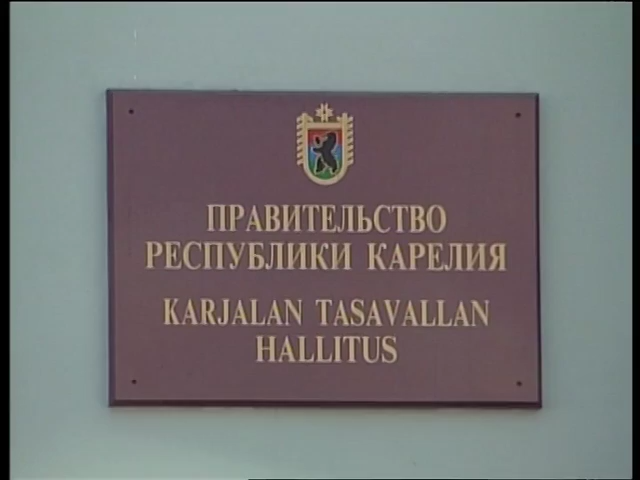 ПРАВИТЕЛЬСТВО
РЕСПУБЛИКИ КАРЕЛИЯ
KARJALAN TASAVALLAN
HALLITUS